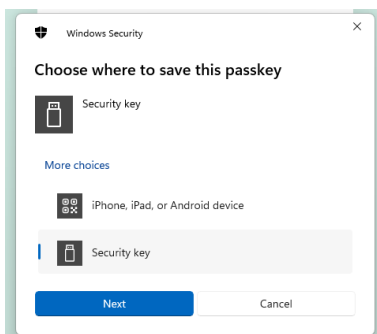 Windows Security
Choose where to save this passkey
Security key
More choices
iPhone, iPad, or Android device
Security key
Next
Cancel